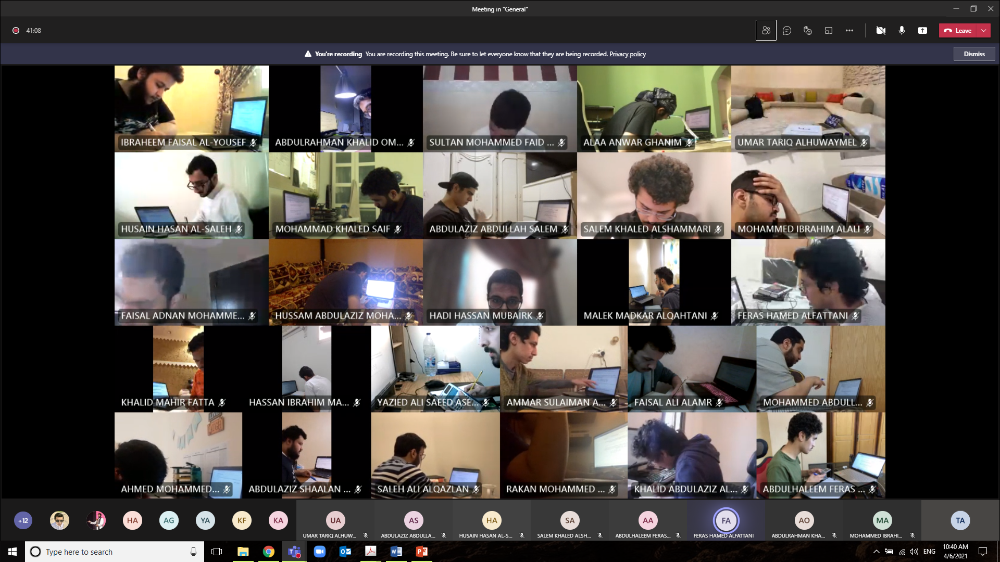 Meeting in "General"
41:08
Leave
You're recording You are recording this meeting. Be sure to let everyone know that they are being recorded. Privacy policy
Dismiss
IBRAHEEM FAISAL AL-YOUSEF
ABDULRAHMAN KHALID OM...
SULTAN MOHAMMED FAID ...
ALAA ANWAR GHANIM
UMAR TARIQ ALHUWAYMEL
HUSAIN HASAN AL-SALEH
MOHAMMAD KHALED SAIF
ABDULAZIZ ABDULLAH SALEM
SALEM KHALED ALSHAMMARI
MOHAMMED IBRAHIM ALALI
FAISAL ADNAN MOHAMME...
HUSSAM ABDULAZIZ MOHA...
HADI HASSAN MUBAIRK
MALEK MADKAR ALQAHTANI
FERAS HAMED ALFATTANI
KHALID MAHIR FATTA
HASSAN IBRAHIM MA...
YAZIED ALI SAEED ASE...
AMMAR SULAIMAN A...
FAISAL ALI ALAMR
MOHAMMED ABDULL...
AHMED MOHAMMED...
ABDULAZIZ SHAALAN ...
SALEH ALI ALQAZLAN
RAKAN MOHAMMED ...
KHALID ABDULAZIZ AL...
ABDULHALEEM FERAS ...
+12
HA
AG
YA
KF
KA
UA
AS
HA
SA
AA
FA
AO
MA
TA
UMAR TARIQ ALHUW...
ABDULAZIZ ABDULLA...
HUSAIN HASAN AL-S...
SALEM KHALED ALSH...
ABDULHALEEM FERAS...
FERAS HAMED ALFATTANI
ABDULRAHMAN KHA...
MOHAMMED IBRAHI...
Type here to search
ENG
10:40 AM
4/6/2021